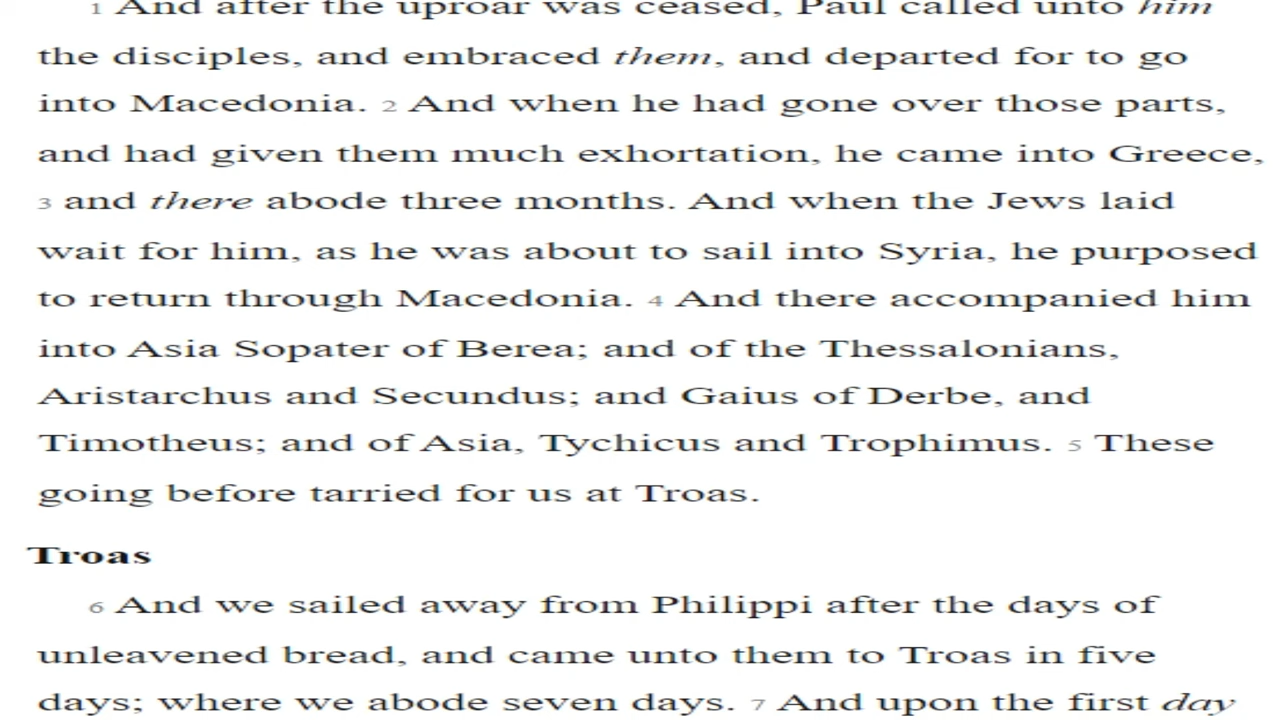 1 And after the uproar was ceased, Paul called unto him
the disciples, and embraced them, and departed for to go
into Macedonia. 2 And when he had gone over those parts,
and had given them much exhortation, he came into Greece,
3 and there abode three months. And when the Jews laid
wait for him, as he was about to sail into Syria, he purposed
to return through Macedonia. 4 And there accompanied him
into Asia Sopater of Berea; and of the Thessalonians,
Aristarchus and Secundus; and Gaius of Derbe, and
Timotheus; and of Asia, Tychicus and Trophimus. 5 These
going before tarried for us at Troas.
Troas
6 And we sailed away from Philippi after the days of
unleavened bread, and came unto them to Troas in five
days; where we abode seven days. 7 And upon the first day